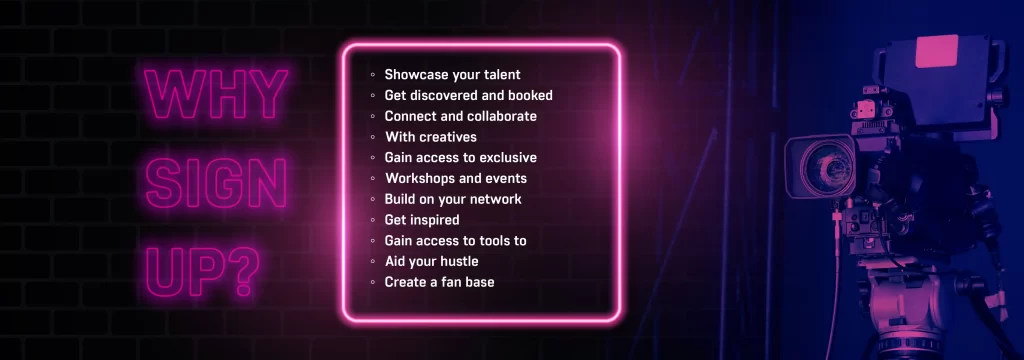 WHY
SIGN
UP?
◦ Showcase your talent
◦ Get discovered and booked
◦ Connect and collaborate
◦ With creatives
◦ Gain access to exclusive
◦ Workshops and events
◦ Build on your network
◦ Get inspired
◦ Gain access to tools to
◦ Aid your hustle
◦ Create a fan base